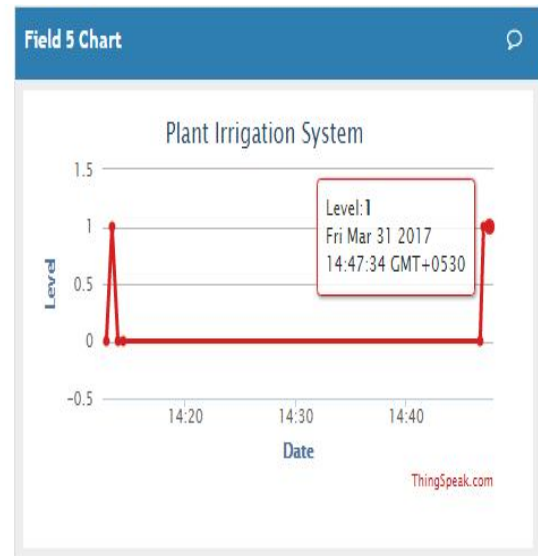 Field 5 Chart
Plant Irrigation System
1.5
1
0.5
0
-0.5
Level
Level:1
Fri Mar 31 2017
14:47:34 GMT+0530
14:20 14:30 14:40
Date
ThingSpeak.com